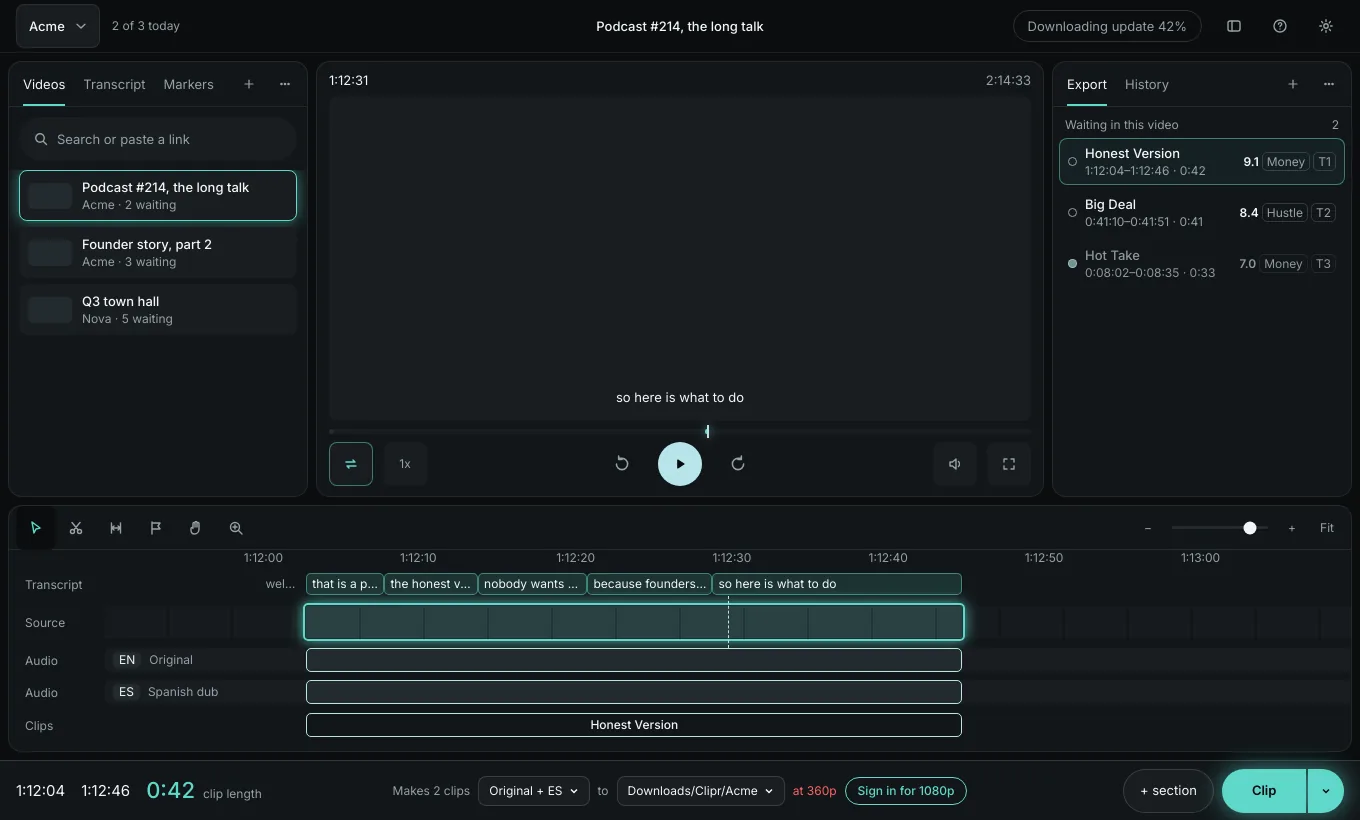 Acme
2 of 3 today
Podcast #214, the long talk
Downloading update 42%
Videos
Transcript
Markers
Search or paste a link
Podcast #214, the long talk
Acme · 2 waiting
Founder story, part 2
Acme · 3 waiting
Q3 town hall
Nova · 5 waiting
1:12:31
2:14:33
so here is what to do
1x
Export
History
Waiting in this video
2
Honest Version
1:12:04–1:12:46 · 0:42
9.1
Money
T1
Big Deal
0:41:10–0:41:51 · 0:41
8.4
Hustle
T2
Hot Take
0:08:02–0:08:35 · 0:33
7.0
Money
T3
Fit
1:12:00
1:12:10
1:12:20
1:12:30
1:12:40
1:12:50
1:13:00
Transcript
wel...
that is a p...
the honest v...
nobody wants ...
because founders...
so here is what to do
Source
Audio
EN
Original
Audio
ES
Spanish dub
Clips
Honest Version
1:12:04
1:12:46
0:42
clip length
Makes 2 clips
Original + ES
to
Downloads/Clipr/Acme
at 360p
Sign in for 1080p
+ section
Clip